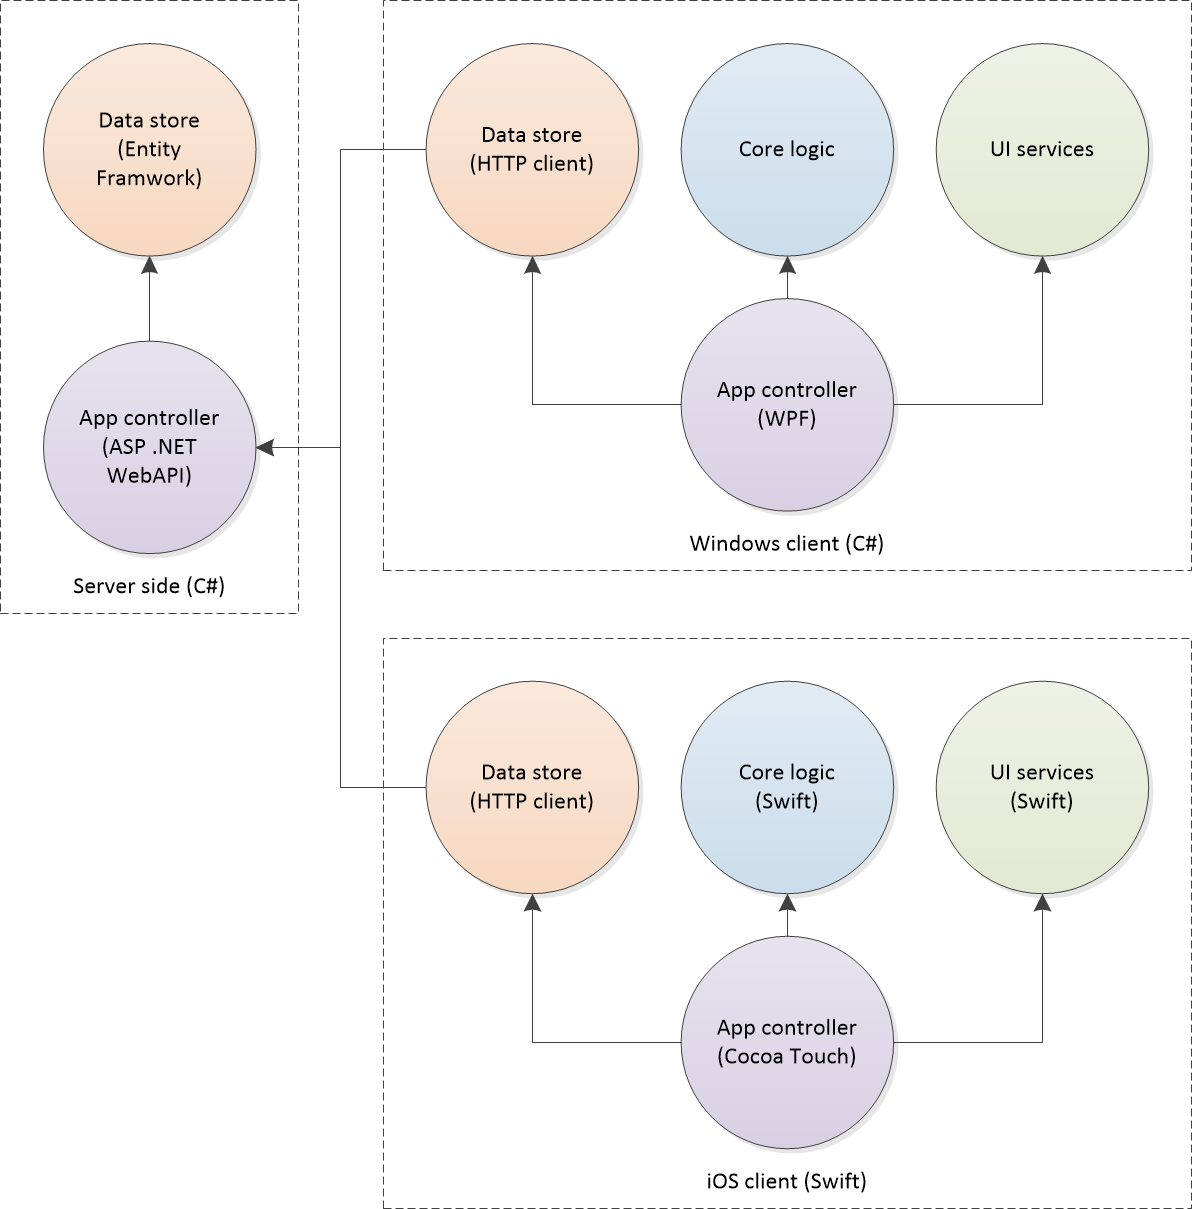 Data store
(Entity
Framwork)
App controller
(ASP .NET
WebAPI)
Server side (C#)
Data store
(HTTP client)
Core logic
UI services
App controller
(WPF)
Windows client (C#)
Data store
(HTTP client)
Core logic
(Swift)
UI services
(Swift)
App controller
(Cocoa Touch)
iOS client (Swift)